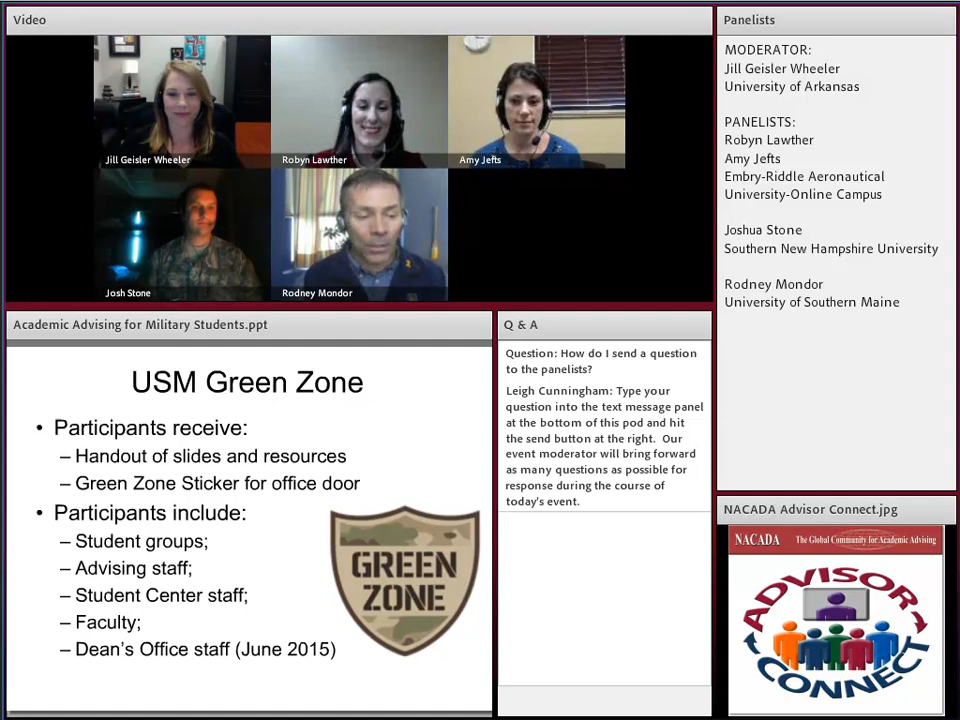 Video
Jill Geisler Wheeler
Robyn Lawther
Amy Jefts
Josh Stone
Rodney Mondor
Panelists
MODERATOR:
Jill Geisler Wheeler
University of Arkansas
PANELISTS:
Robyn Lawther
Amy Jefts
Embry-Riddle Aeronautical
University-Online Campus
Joshua Stone
Southern New Hampshire University
Rodney Mondor
University of Southern Maine
Academic Advising for Military Students.ppt
USM Green Zone
• Participants receive:
– Handout of slides and resources
– Green Zone Sticker for office door
• Participants include:
– Student groups;
– Advising staff;
– Student Center staff;
– Faculty;
– Dean's Office staff (June 2015)
GREEN
ZONE
Q & A
Question: How do I send a question
to the panelists?
Leigh Cunningham: Type your
question into the text message panel
at the bottom of this pod and hit
the send button at the right.  Our
event moderator will bring forward
as many questions as possible for
response during the course of
today's event.
NACADA Advisor Connect.jpg
NACADA The Global Community for Academic Advising
ADVISOR
CONNECT